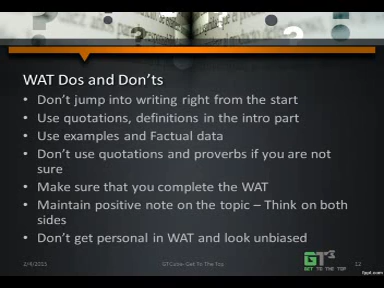 WAT Dos and Don'ts
• Don't jump into writing right from the start
• Use quotations, definitions in the intro part
• Use examples and Factual data
• Don't use quotations and proverbs if you are not
sure
• Make sure that you complete the WAT
• Maintain positive note on the topic – Think on both
sides
• Don't get personal in WAT and look unbiased
2/4/2015
GTCube- Get To The Top
GT3
GET TO THE TOP
12
fppt.com